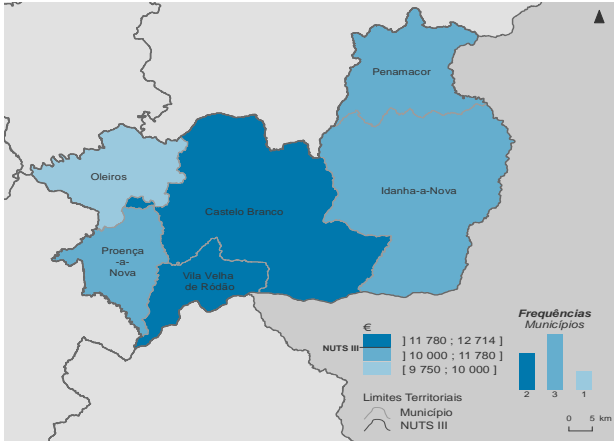 Penamacor
Idanha-a-Nova
Oleiros
Castelo Branco
Proença
-a-
Nova
Vila Velha
de Ródão
€
NUTS III
] 11 780 ; 12 714 ]
] 10 000 ; 11 780 ]
[ 9 750 ; 10 000 ]
Limites Territoriais
Município
NUTS III
Frequências
Municípios
2 3 1
0 5 km